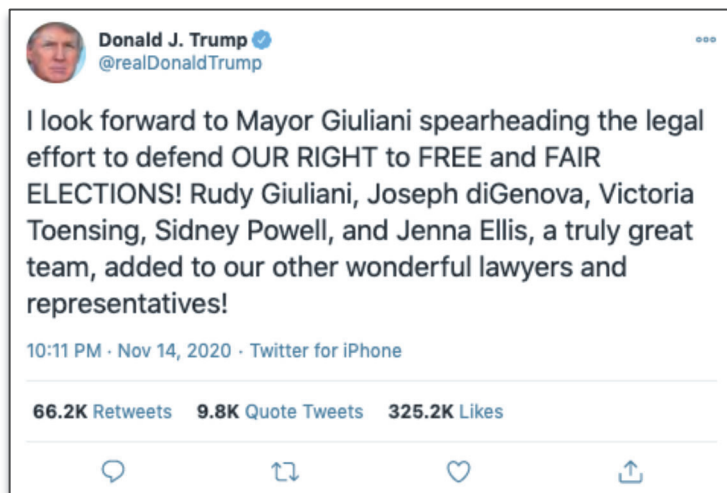 Donald J. Trump
@realDonaldTrump
I look forward to Mayor Giuliani spearheading the legal
effort to defend OUR RIGHT to FREE and FAIR
ELECTIONS! Rudy Giuliani, Joseph diGenova, Victoria
Toensing, Sidney Powell, and Jenna Ellis, a truly great
team, added to our other wonderful lawyers and
representatives!
10:11 PM · Nov 14, 2020 · Twitter for iPhone
66.2K Retweets 9.8K Quote Tweets 325.2K Likes